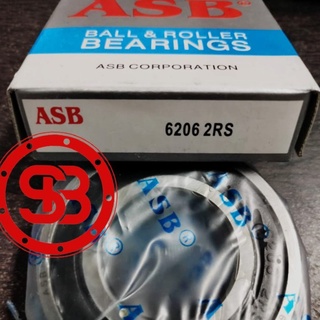 ASB
BALL & ROLLER
BEARINGS
ASB CORPORATION
ASB
6206 2RS
SB
ASB®
ASB